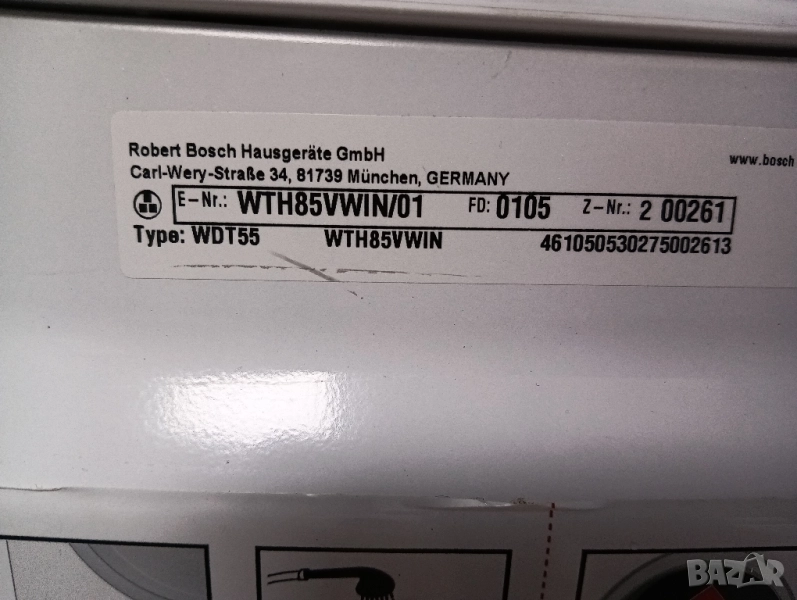 Robert Bosch Hausgeräte GmbH
Carl-Wery-Straße 34, 81739 München, GERMANY
www.bosch
E-Nr.: WTH85VWIN/01 FD: 0105 Z-Nr.: 2 00261
Type: WDT55 WTH85VWIN 461050530275002613
BAZAR